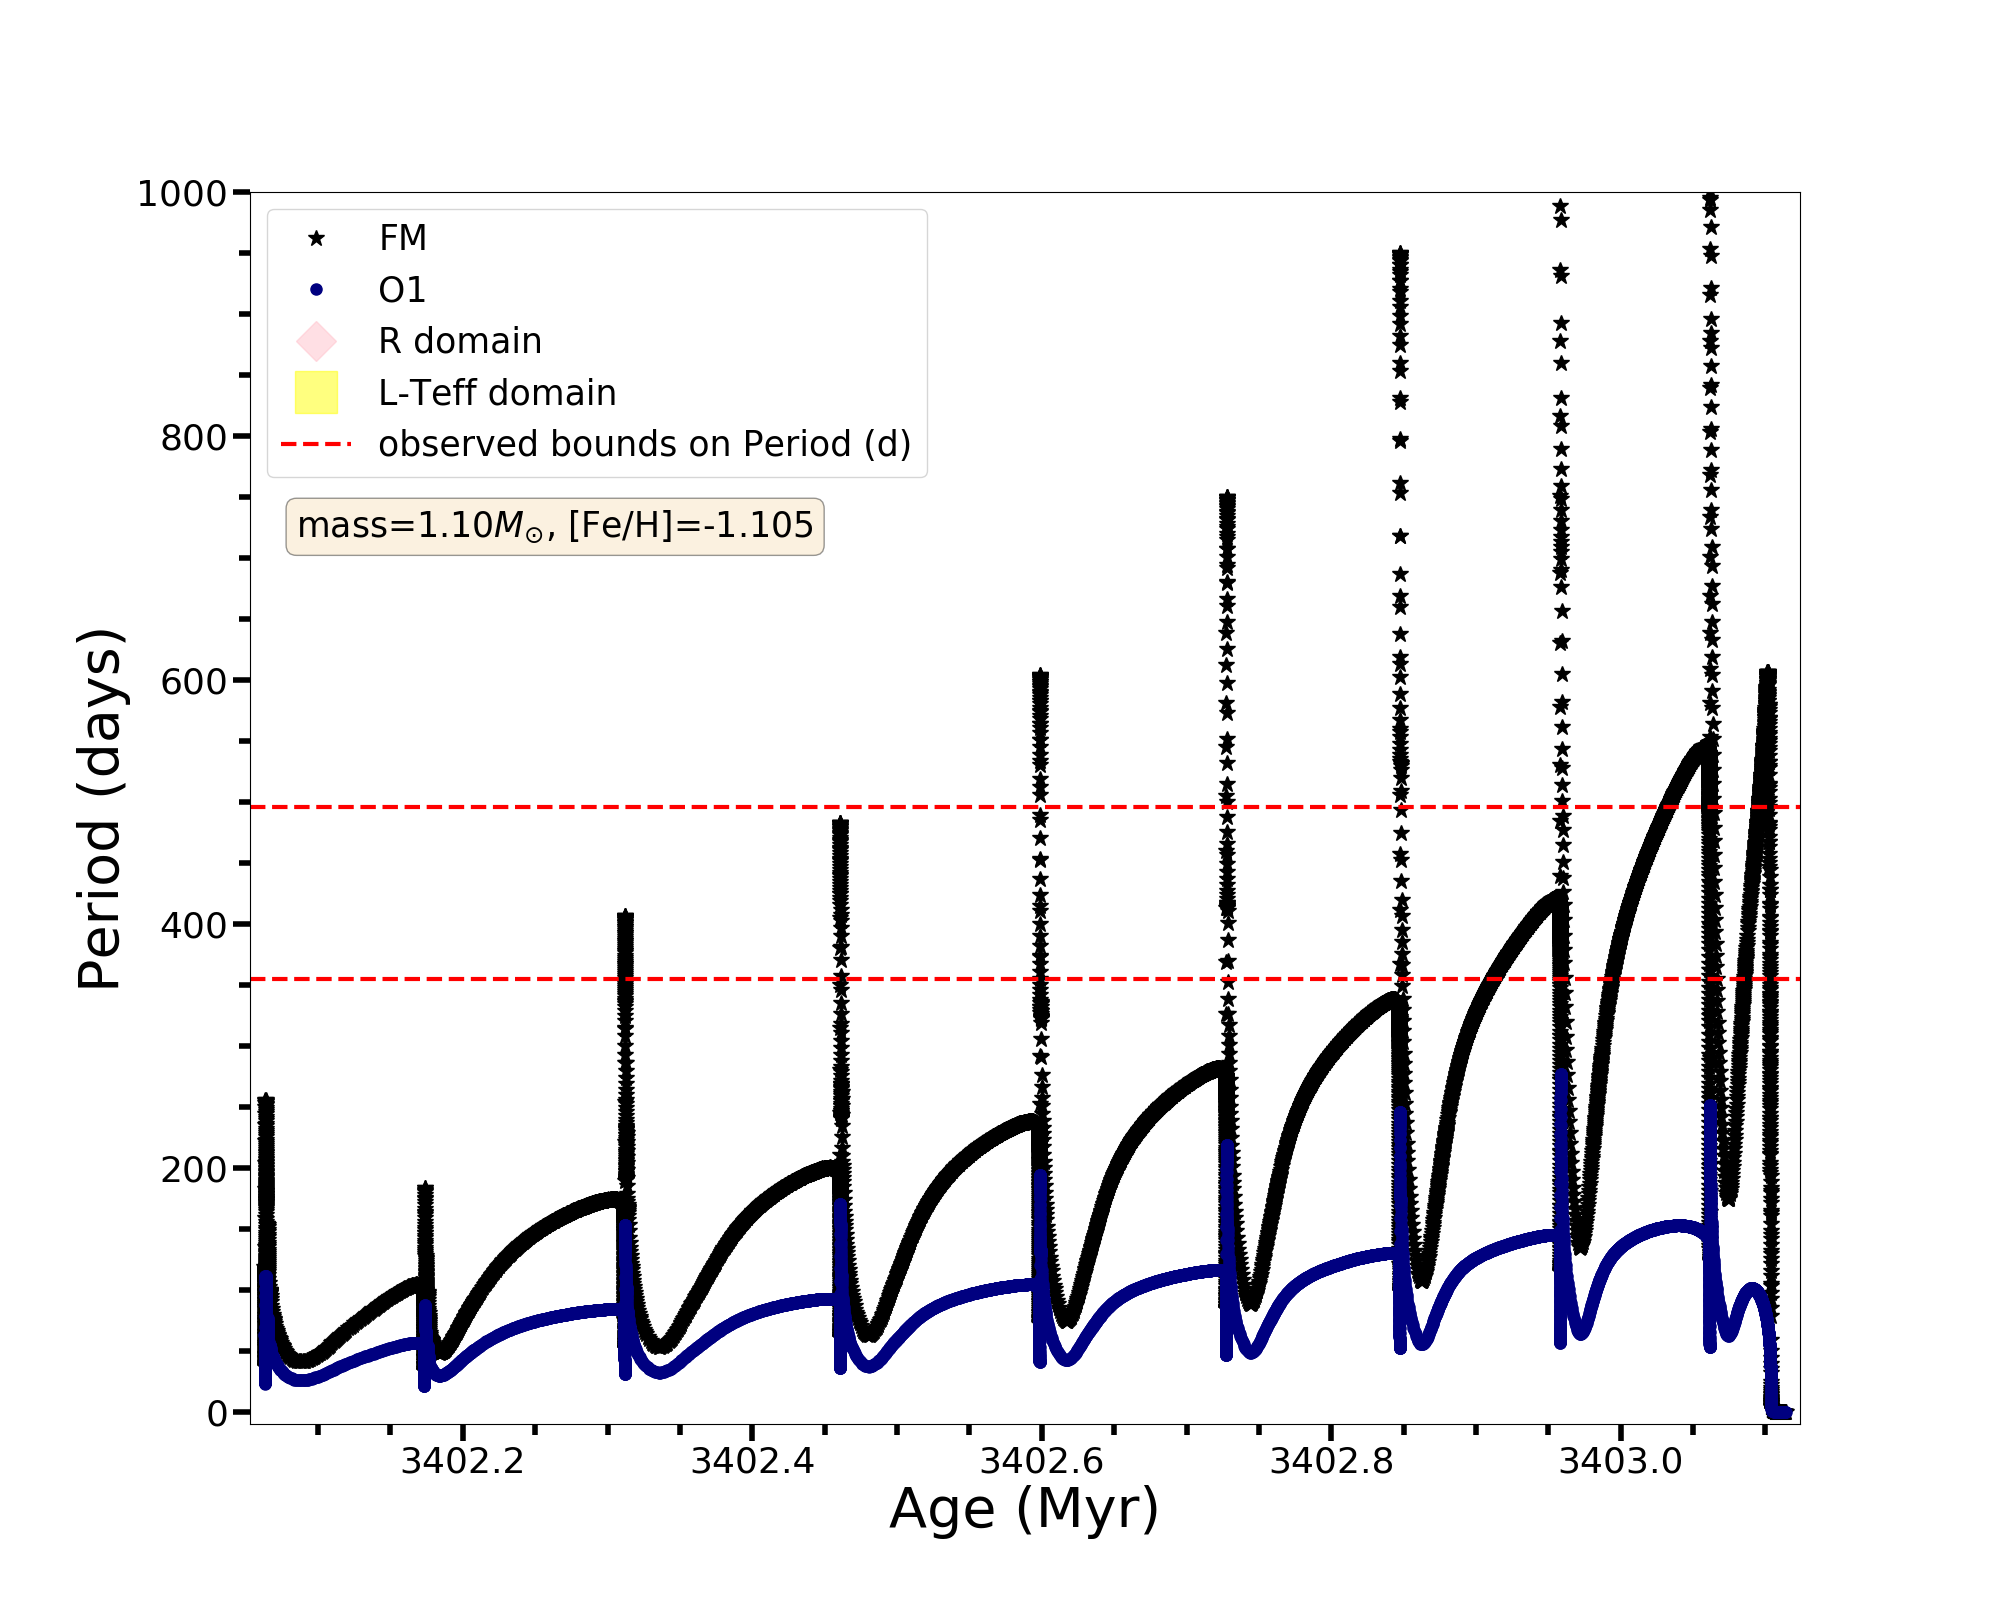 1000
800
600
400
200
0
Period (days)
FM
O1
R domain
L-Teff domain
observed bounds on Period (d)
mass=1.10M☉, [Fe/H]=-1.105
3402.2 3402.4 3402.6 3402.8 3403.0
Age (Myr)